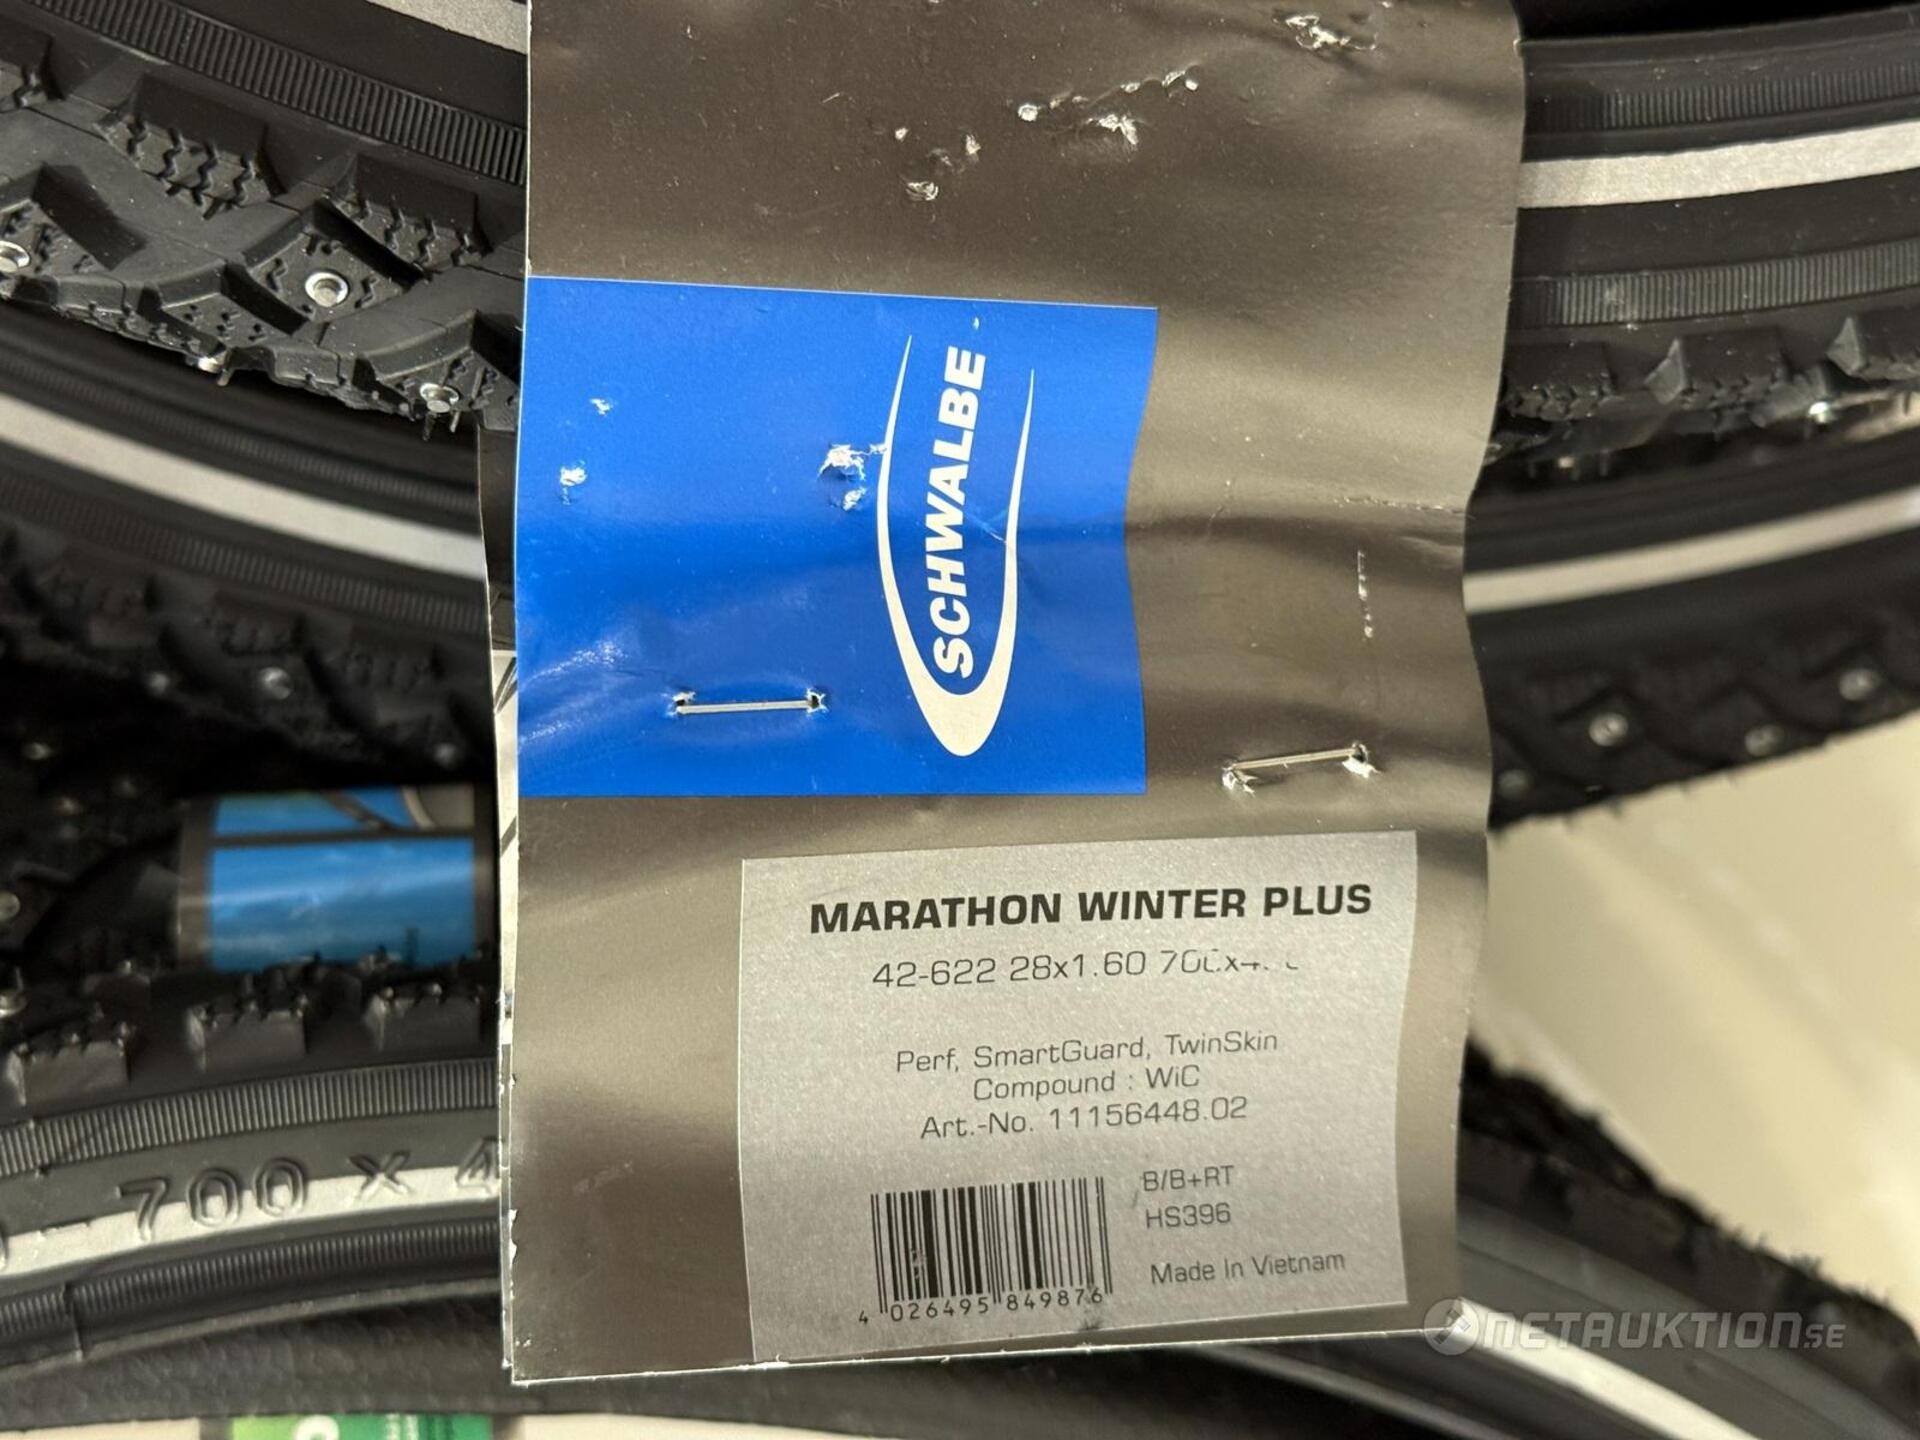 SCHWALBE
MARATHON WINTER PLUS
42-622 28x1.60
Perf, SmartGuard, TwinSkin
Compound : WiC
Art.-No. 11156448.02
B/B+RT
HS396
Made in Vietnam
4 026495 849876
700 x 4
NETAUKTION.SE